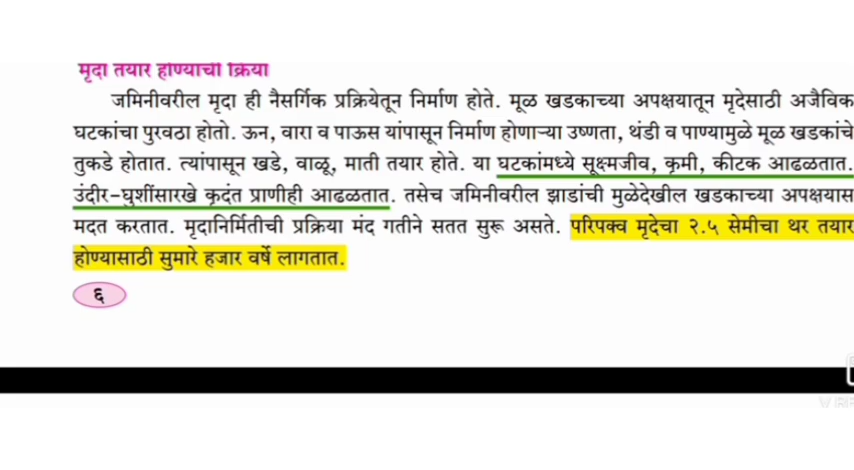 मृदा तयार होण्याची क्रिया
जमिनीवरील मृदा ही नैसर्गिक प्रक्रियेतून निर्माण होते. मूळ खडकाच्या अपक्षयातून मृदेसाठी अजैविक
घटकांचा पुरवठा होतो. ऊन, वारा व पाऊस यांपासून निर्माण होणाऱ्या उष्णता, थंडी व पाण्यामुळे मूळ खडकांचे
तुकडे होतात. त्यांपासून खडे, वाळू, माती तयार होते. या घटकांमध्ये सूक्ष्मजीव, कृमी, कीटक आढळतात.
उंदीर-घुशींसारखे कृदंत प्राणीही आढळतात. तसेच जमिनीवरील झाडांची मुळेदेखील खडकाच्या अपक्षयास
मदत करतात. मृदानिर्मितीची प्रक्रिया मंद गतीने सतत सुरू असते. परिपक्व मृदेचा २.५ सेमीचा थर तयार
होण्यासाठी सुमारे हजार वर्षे लागतात.
६